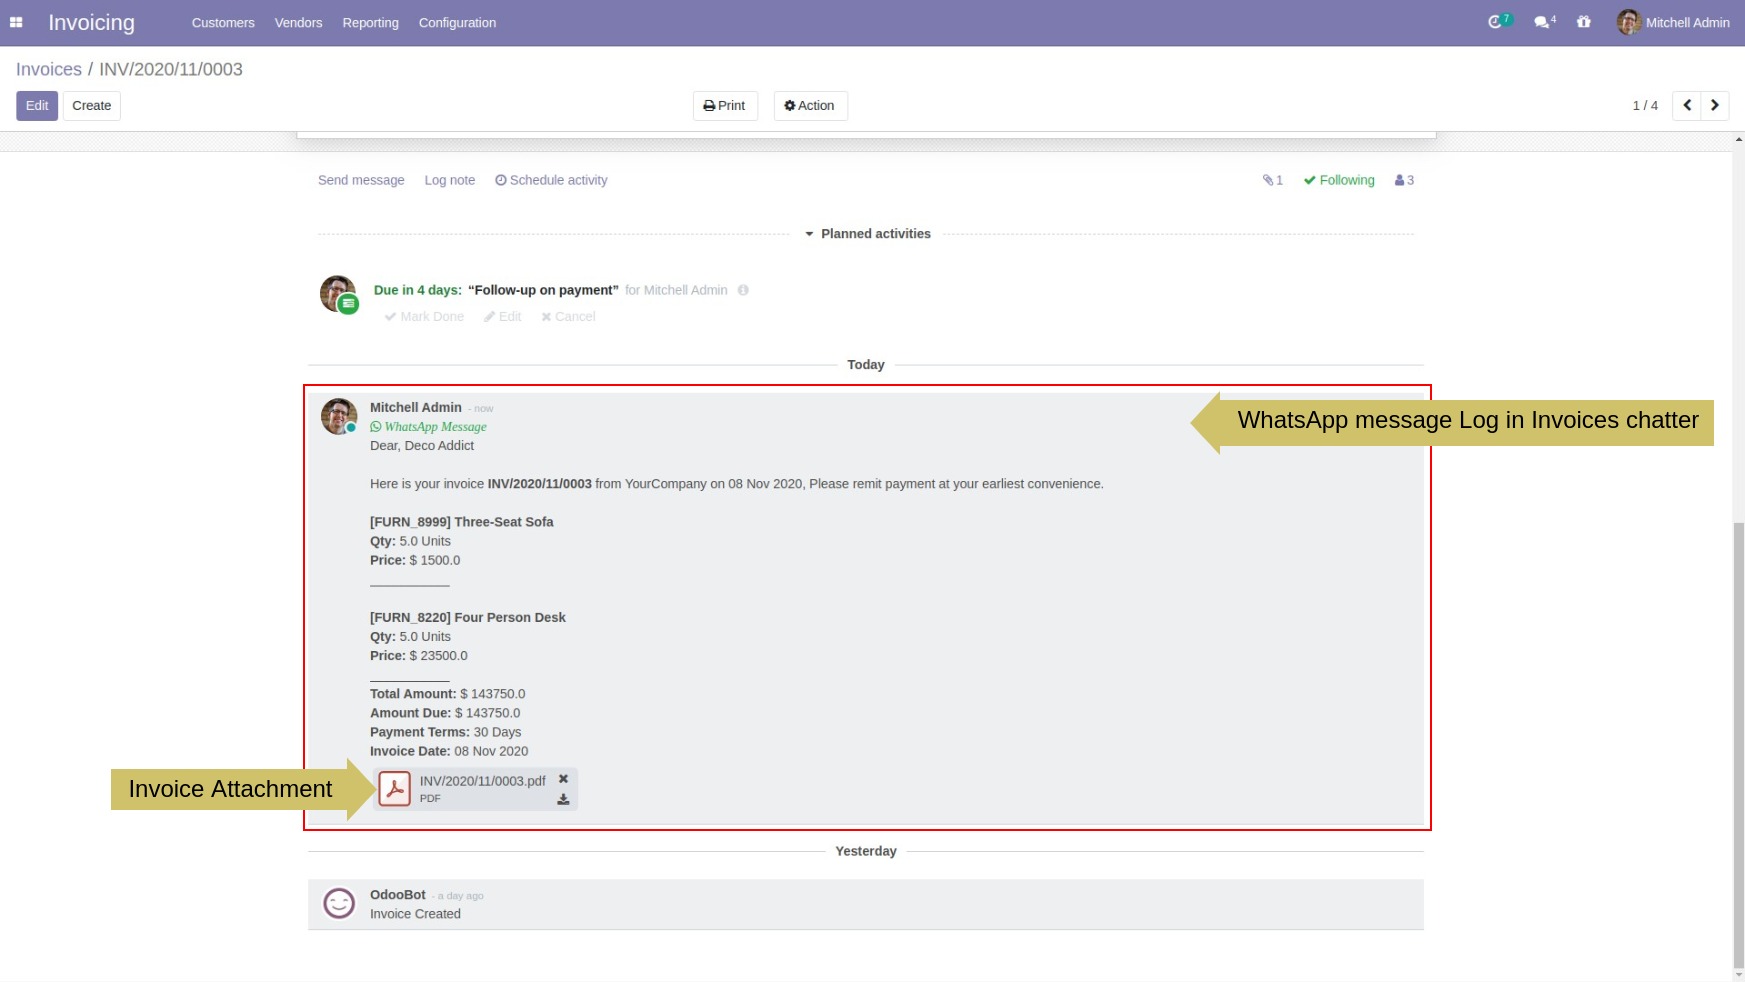 Invoicing Customers Vendors Reporting Configuration 7 4 Mitchell Admin
Invoices / INV/2020/11/0003
Edit Create Print Action 1 / 4
Send message Log note Schedule activity 1 Following 3
Planned activities
Due in 4 days: “Follow-up on payment” for Mitchell Admin
Mark Done Edit Cancel
Today
Mitchell Admin - now
WhatsApp message Log in Invoices chatter
WhatsApp Message
Dear, Deco Addict
Here is your invoice INV/2020/11/0003 from YourCompany on 08 Nov 2020, Please remit payment at your earliest convenience.
[FURN_8999] Three-Seat Sofa
Qty: 5.0 Units
Price: $ 1500.0
___________
[FURN_8220] Four Person Desk
Qty: 5.0 Units
Price: $ 23500.0
___________
Total Amount: $ 143750.0
Amount Due: $ 143750.0
Payment Terms: 30 Days
Invoice Date: 08 Nov 2020
Invoice Attachment
INV/2020/11/0003.pdf
PDF
Yesterday
OdooBot - a day ago
Invoice Created